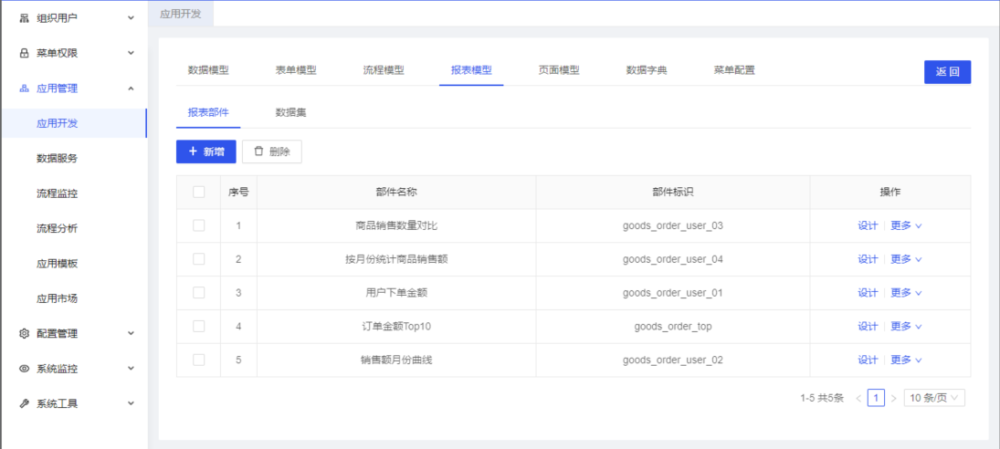 组织用户
菜单权限
应用管理
应用开发
数据服务
流程监控
流程分析
应用模板
应用市场
配置管理
系统监控
系统工具
应用开发
数据模型 表单模型 流程模型 报表模型 页面模型 数据字典 菜单配置 返回
报表部件 数据集
+ 新增 删除
序号 部件名称 部件标识 操作
1 商品销售数量对比 goods_order_user_03 设计 更多
2 按月份统计商品销售额 goods_order_user_04 设计 更多
3 用户下单金额 goods_order_user_01 设计 更多
4 订单金额Top10 goods_order_top 设计 更多
5 销售额月份曲线 goods_order_user_02 设计 更多
1-5 共5条 < 1 > 10 条/页